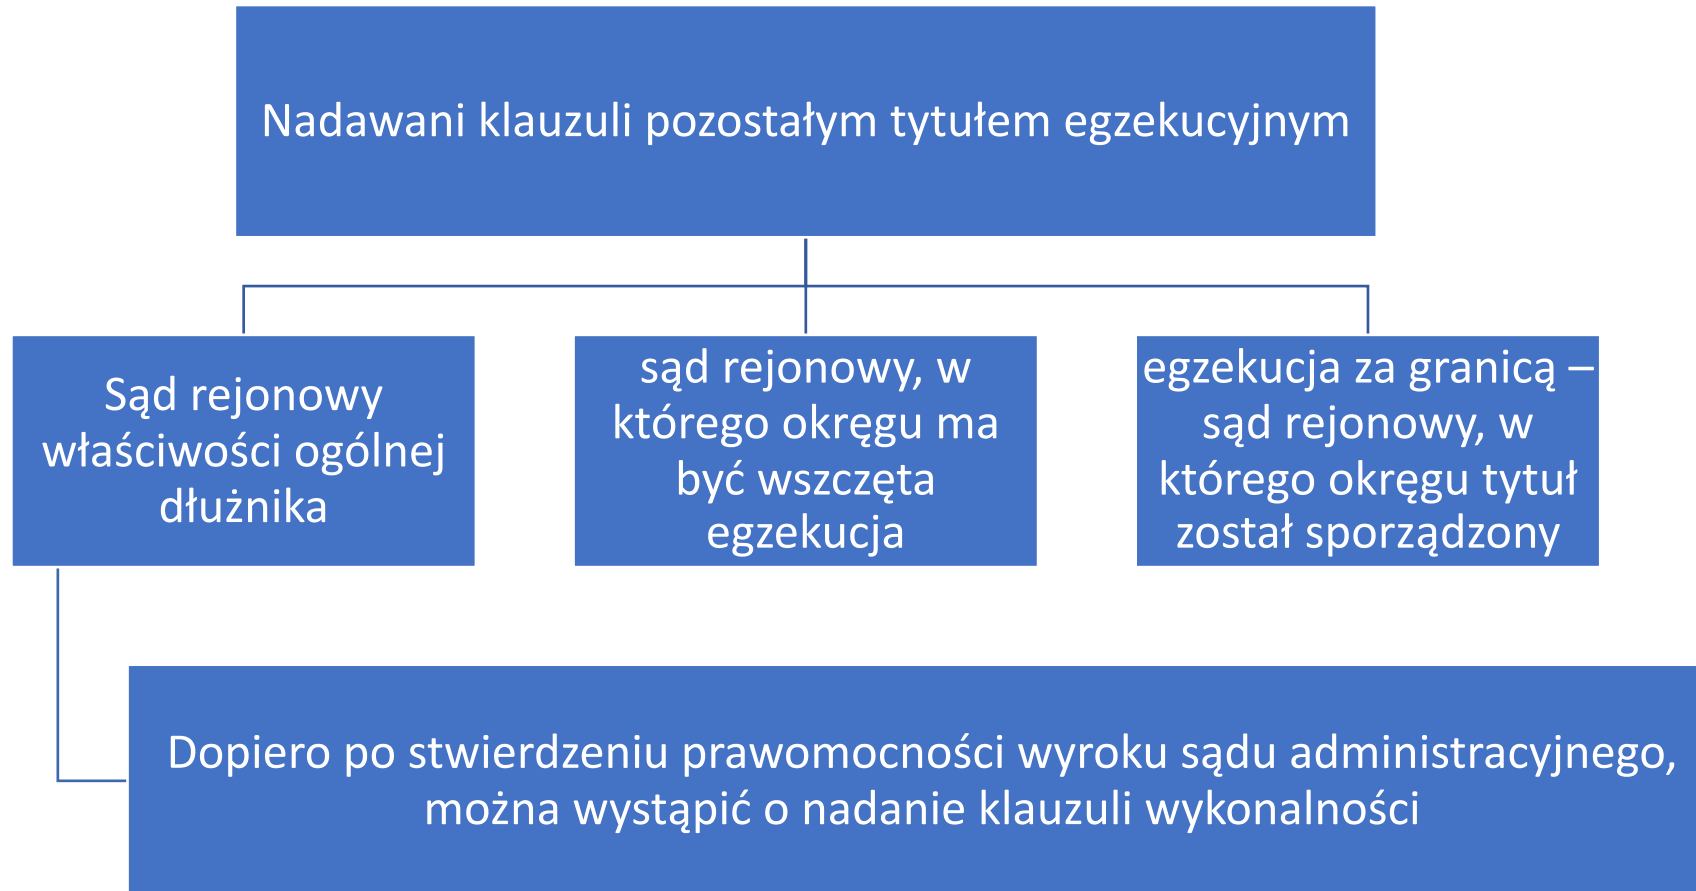 Nadawani klauzuli pozostałym tytułem egzekucyjnym
Sąd rejonowy
właściwości ogólnej
dłużnika
sąd rejonowy, w
którego okręgu ma
być wszczęta
egzekucja
egzekucja za granicą –
sąd rejonowy, w
którego okręgu tytuł
został sporządzony
Dopiero po stwierdzeniu prawomocności wyroku sądu administracyjnego,
można wystąpić o nadanie klauzuli wykonalności